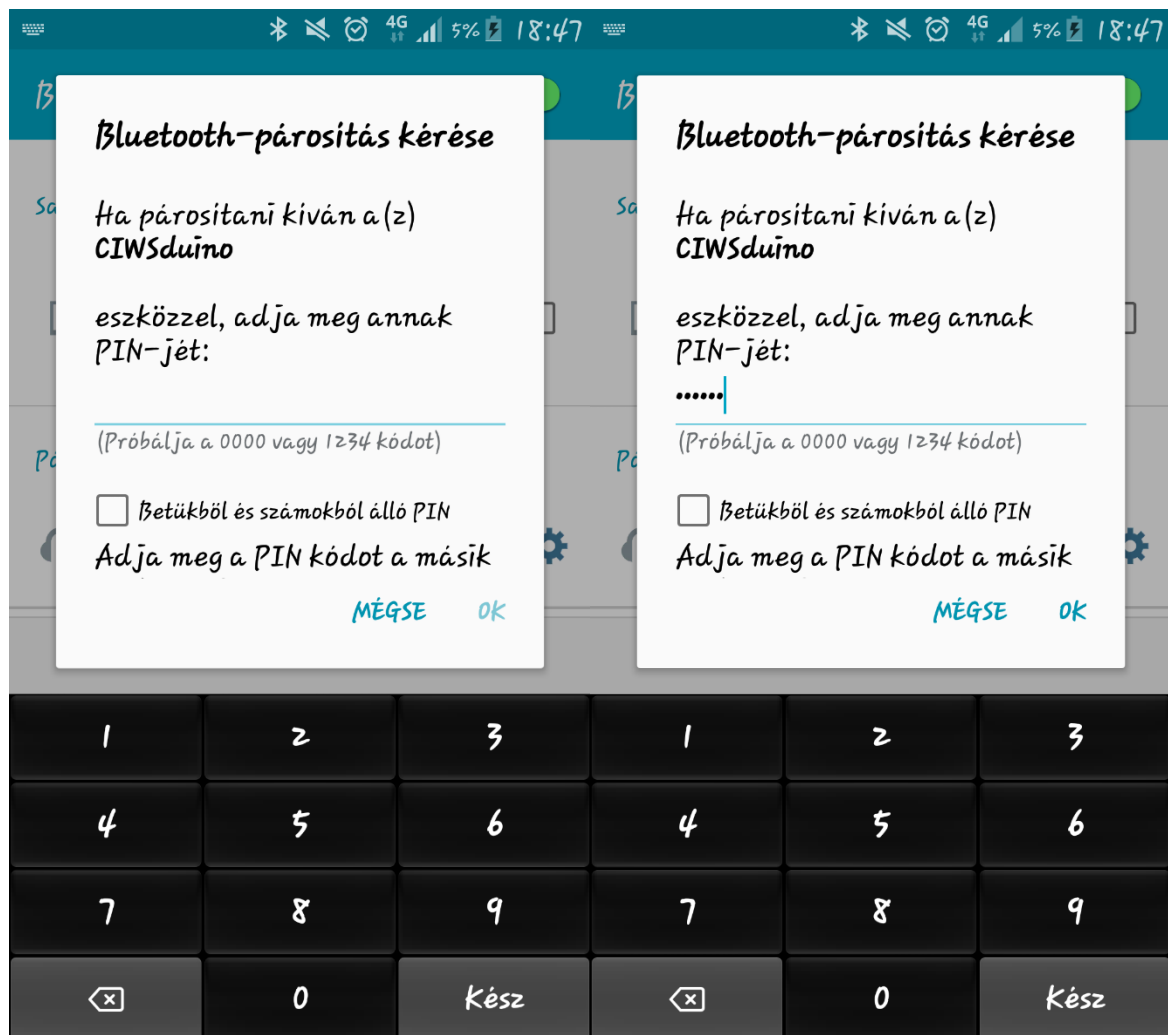 4G 5% 18:47
B
Bluetooth-párosítás kérése
Sa
Ha párosítani kíván a(z)
CIWSduino
eszközzel, adja meg annak
PIN-jét:
(Próbálja a 0000 vagy 1234 kódot)
Pá
Betűkből és számokból álló PIN
Adja meg a PIN kódot a másik
MÉGSE OK
1 2 3
4 5 6
7 8 9
0 Kész
4G 5% 18:47
B
Bluetooth-párosítás kérése
Sa
Ha párosítani kíván a(z)
CIWSduino
eszközzel, adja meg annak
PIN-jét:
••••••
(Próbálja a 0000 vagy 1234 kódot)
Pá
Betűkből és számokból álló PIN
Adja meg a PIN kódot a másik
MÉGSE OK
1 2 3
4 5 6
7 8 9
0 Kész